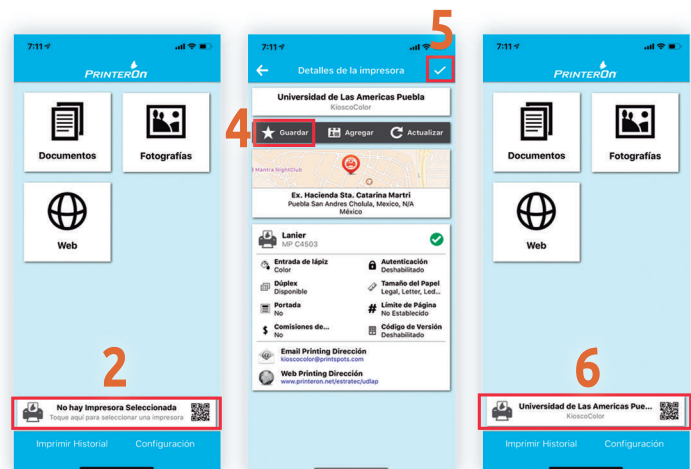 7:11
PRINTERON
Documentos
Fotografías
Web
2
No hay Impresora Seleccionada
Toque aquí para seleccionar una impresora
Imprimir Historial
Configuración
5
7:11
Detalles de la impresora
Universidad de Las Americas Puebla
KioscoColor
4
Guardar
Agregar
Actualizar
Mantra NightClub
Ex. Hacienda Sta. Catarina Martri
Puebla San Andres Cholula, Mexico, N/A
México
Lanier
MP C4503
Entrada de lápiz
Color
Autenticación
Deshabilitado
Dúplex
Disponible
Tamaño del Papel
Legal, Letter, Led...
Portada
No
Límite de Página
No Establecido
Comisiones de...
No
Código de Versión
Deshabilitado
Email Printing Dirección
kioscocolor@printspots.com
Web Printing Dirección
www.printeron.net/estratec/udlap
7:11
PRINTERON
Documentos
Fotografías
Web
6
Universidad de Las Americas Pue...
KioscoColor
Imprimir Historial
Configuración